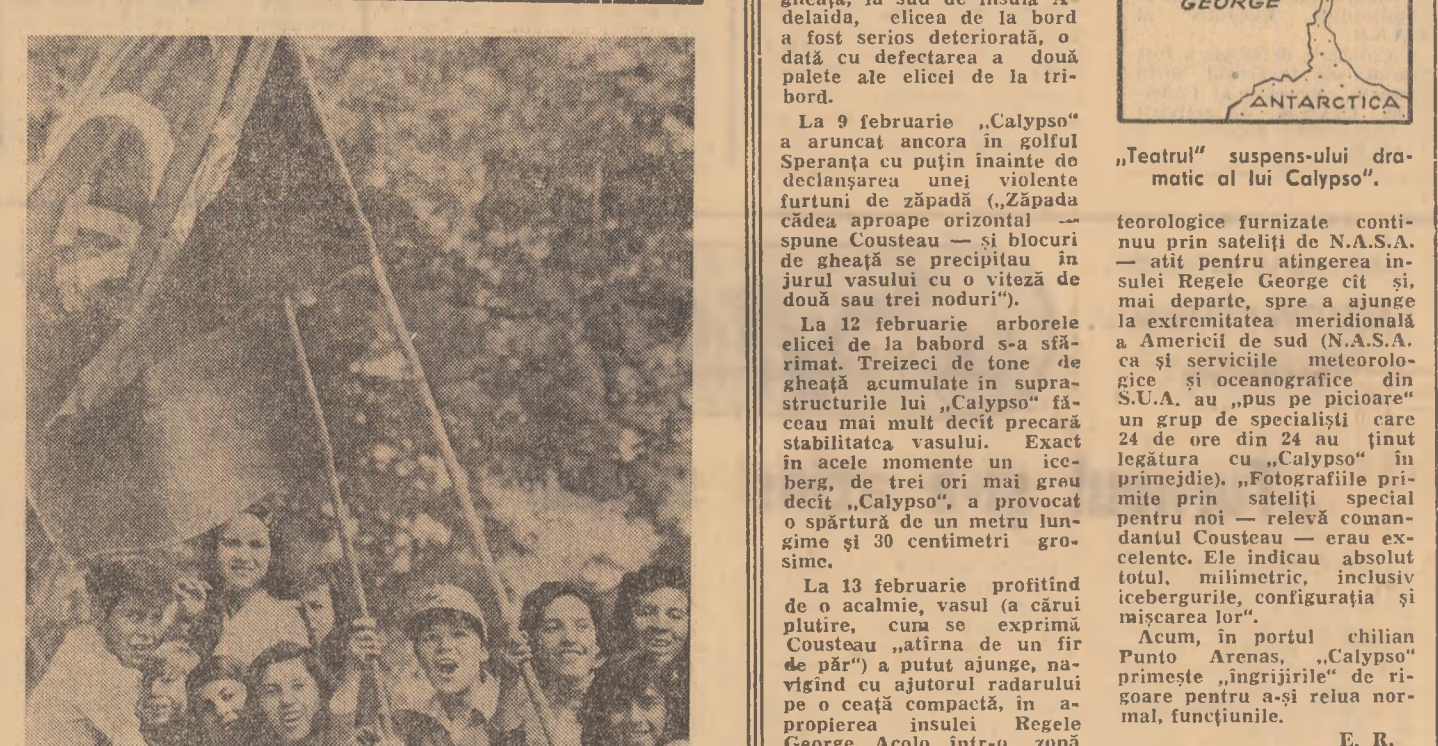 gheață, la sud de insula A-
delaida, elicea de la bord
a fost serios deteriorată, o
dată cu defectarea a două
palete ale elicei de la tri-
bord.
La 9 februarie „Calypso“
a aruncat ancora în golful
Speranța cu puțin înainte de
declanșarea unei violente
furtuni de zăpadă („Zăpada
cădea aproape orizontal —
spune Cousteau — și blocuri
de gheață se precipitau în
jurul vasului cu o viteză de
două sau trei noduri“).
La 12 februarie arborele
elicei de la babord s-a sfă-
rîmat. Treizeci de tone de
gheață acumulate in supra-
structurile lui „Calypso“ fă-
ceau mai mult decît precară
stabilitatea vasului. Exact
în acele momente un ice-
berg, de trei ori mai greu
decît „Calypso“, a provocat
o spărtură de un metru lun-
gime și 30 centimetri gro-
sime.
La 13 februarie profitînd
de o acalmie, vasul (a cărui
plutire, cum se exprimă
Cousteau „atîrna de un fir
de păr“) a putut ajunge, na-
vigînd cu ajutorul radarului
pe o ceață compactă, în a-
propierea insulei Regele
George Acolo într-o zonă
GEORGE
ANTARCTICA
„Teatrul“ suspens-ului dra-
matic al lui Calypso“.
teorologice furnizate conti-
nuu prin sateliți de N.A.S.A.
— atît pentru atingerea in-
sulei Regele George cît și,
mai departe, spre a ajunge
la extremitatea meridională
a Americii de sud (N.A.S.A.
ca și serviciile meteorolo-
gice și oceanografice din
S.U.A. au „pus pe picioare“
un grup de specialiști care
24 de ore din 24 au ținut
legătura cu „Calypso“ în
primejdie). „Fotografiile pri-
mite prin sateliți special
pentru noi — relevă coman-
dantul Cousteau — erau ex-
celente. Ele indicau absolut
totul, milimetric, inclusiv
icebergurile, configurația și
mișcarea lor“.
Acum, în portul chilian
Punto Arenas, „Calypso“
primește „îngrijirile“ de ri-
goare pentru a-și relua nor-
mal, funcțiunile.
E. R.